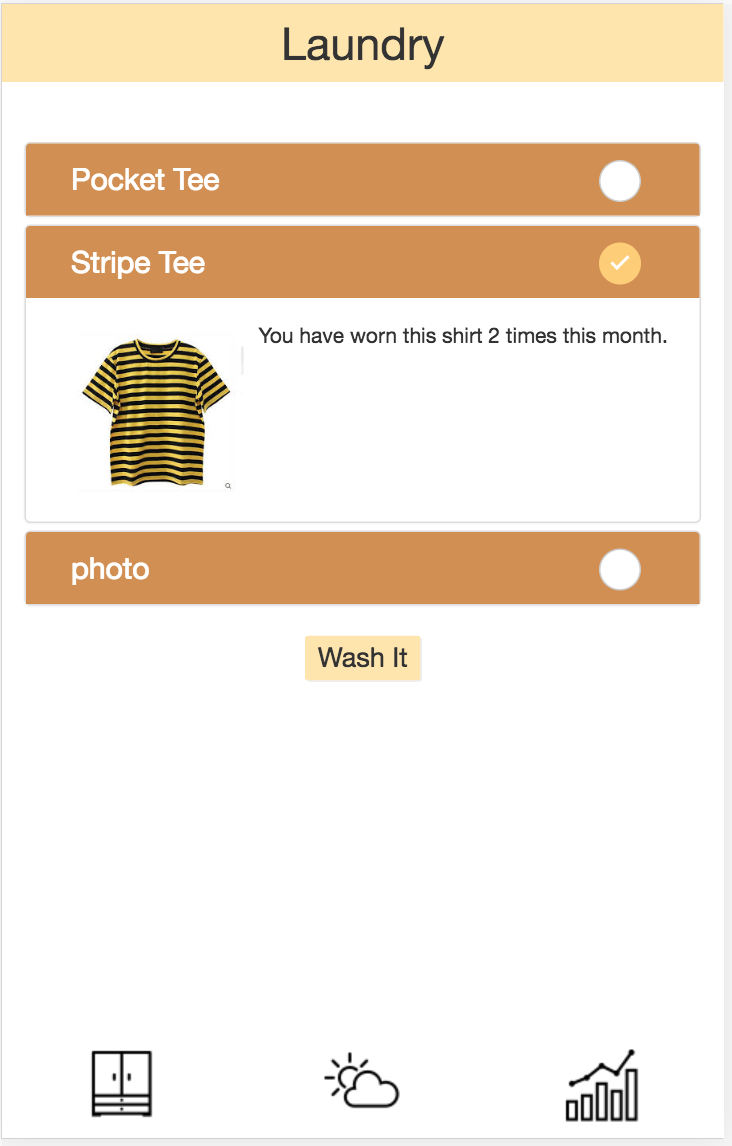 Laundry
Pocket Tee
Stripe Tee
You have worn this shirt 2 times this month.
photo
Wash It